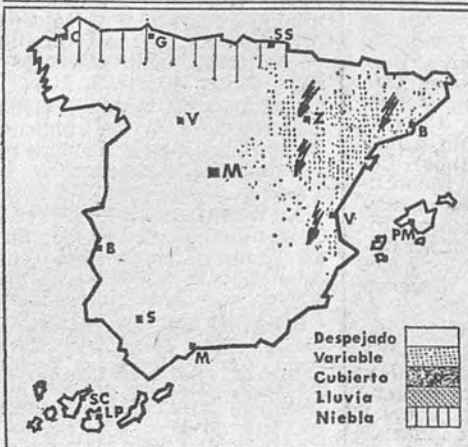 C
G
SS
V
Z
B
M
V
PM
B
S
M
SC
LP
Despejado
Variable
Cubierto
Lluvia
Niebla